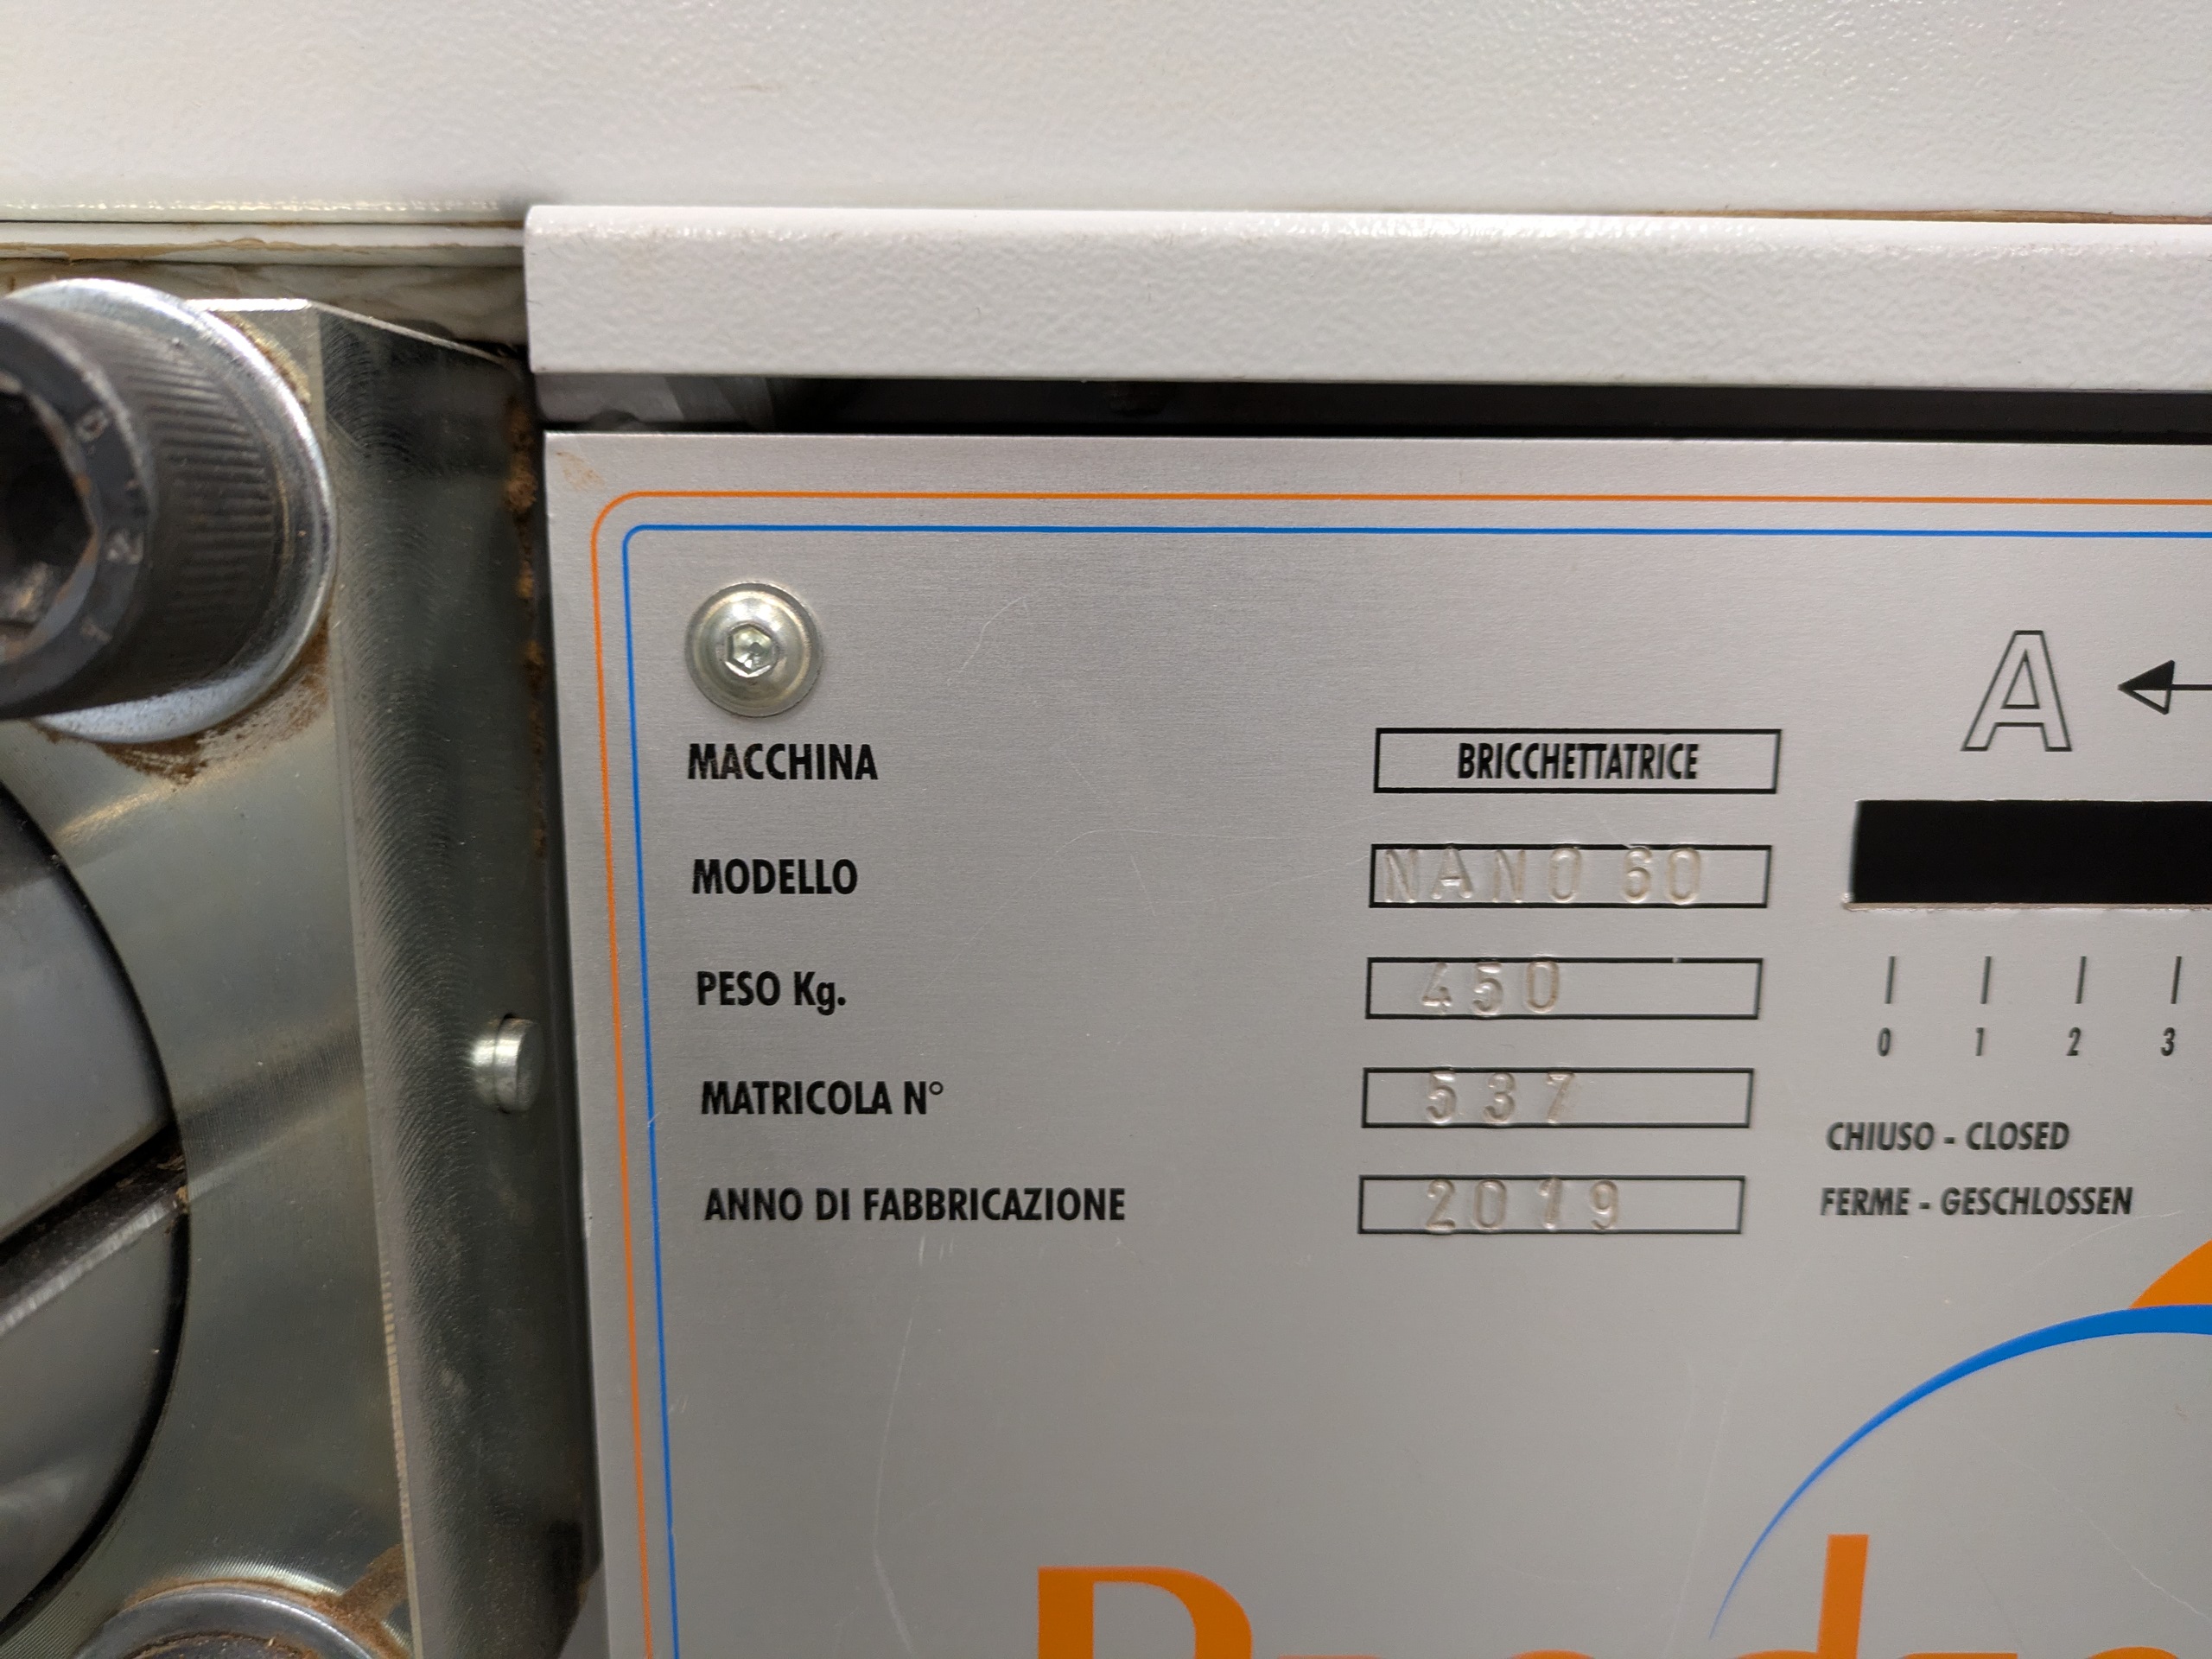 MACCHINA BRICCHETTATRICE
MODELLO NANO 60
PESO Kg. 450
MATRICOLA N° 537
ANNO DI FABBRICAZIONE 2019
A
0 1 2 3
CHIUSO - CLOSED
FERME - GESCHLOSSEN